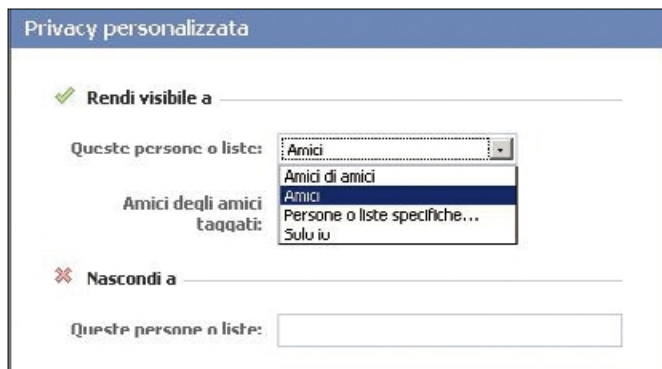 Privacy personalizzata
Rendi visibile a
Queste persone o liste:
Amici
Amici di amici
Amici
Persone o liste specifiche...
Solo io
Amici degli amici
taggati:
Nascondi a
Queste persone o liste: